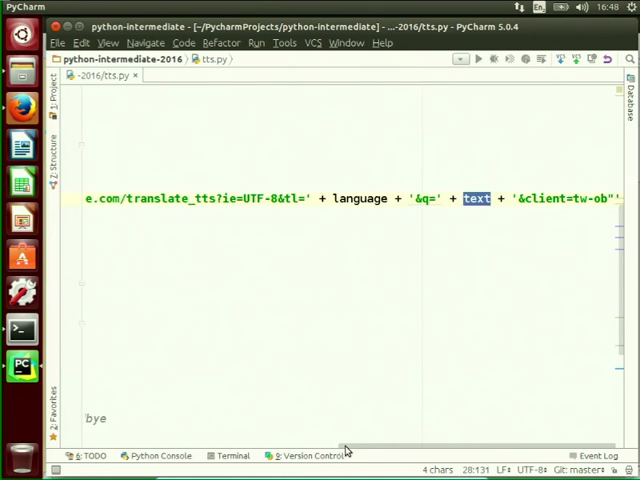 PyCharm
En
16:48
python-intermediate - [~/PycharmProjects/python-intermediate] - ...-2016/tts.py - PyCharm 5.0.4
File Edit View Navigate Code Refactor Run Tools VCS Window Help
python-intermediate-2016 tts.py
-2016/tts.py
1: Project
Z: Structure
2: Favorites
Database
e.com/translate_tts?ie=UTF-8&tl=' + language + '&q=' + text + '&client=tw-ob"'
'bye
PC
6: TODO Python Console Terminal 9: Version Control Event Log
4 chars 28:131 LF÷ UTF-8÷ Git: master÷